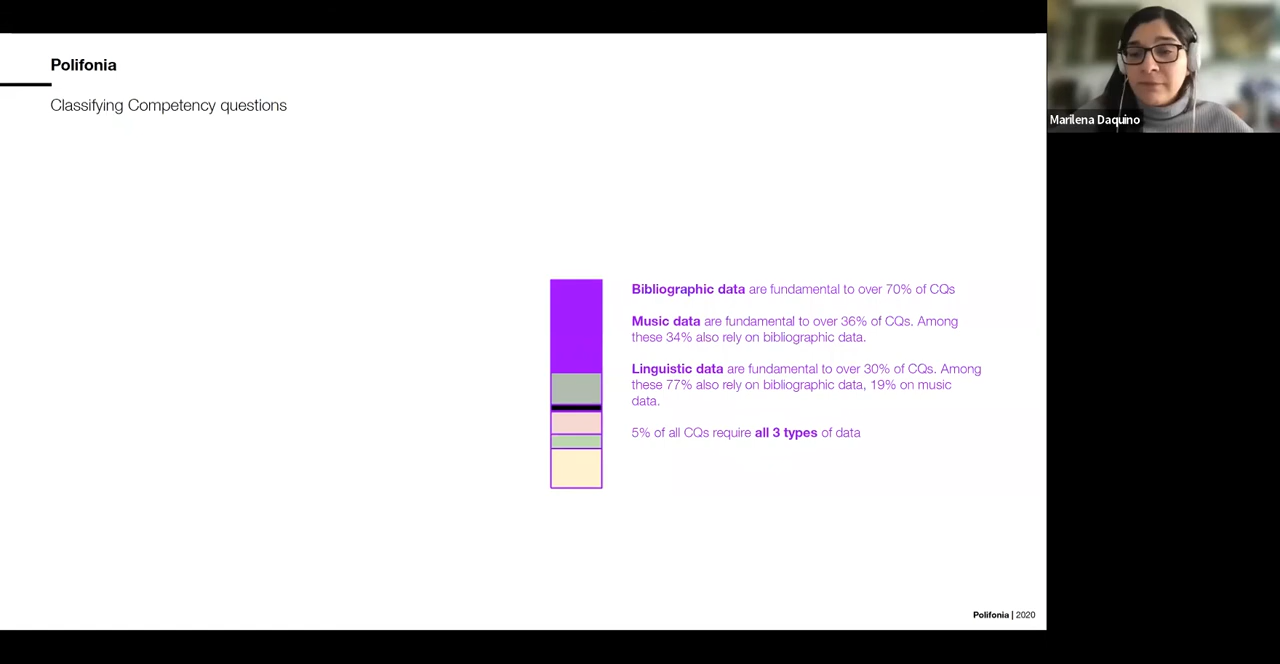 Polifonia
Classifying Competency questions
Bibliographic data are fundamental to over 70% of CQs
Music data are fundamental to over 36% of CQs. Among
these 34% also rely on bibliographic data.
Linguistic data are fundamental to over 30% of CQs. Among
these 77% also rely on bibliographic data, 19% on music
data.
5% of all CQs require all 3 types of data
Polifonia | 2020
Marilena Daquino